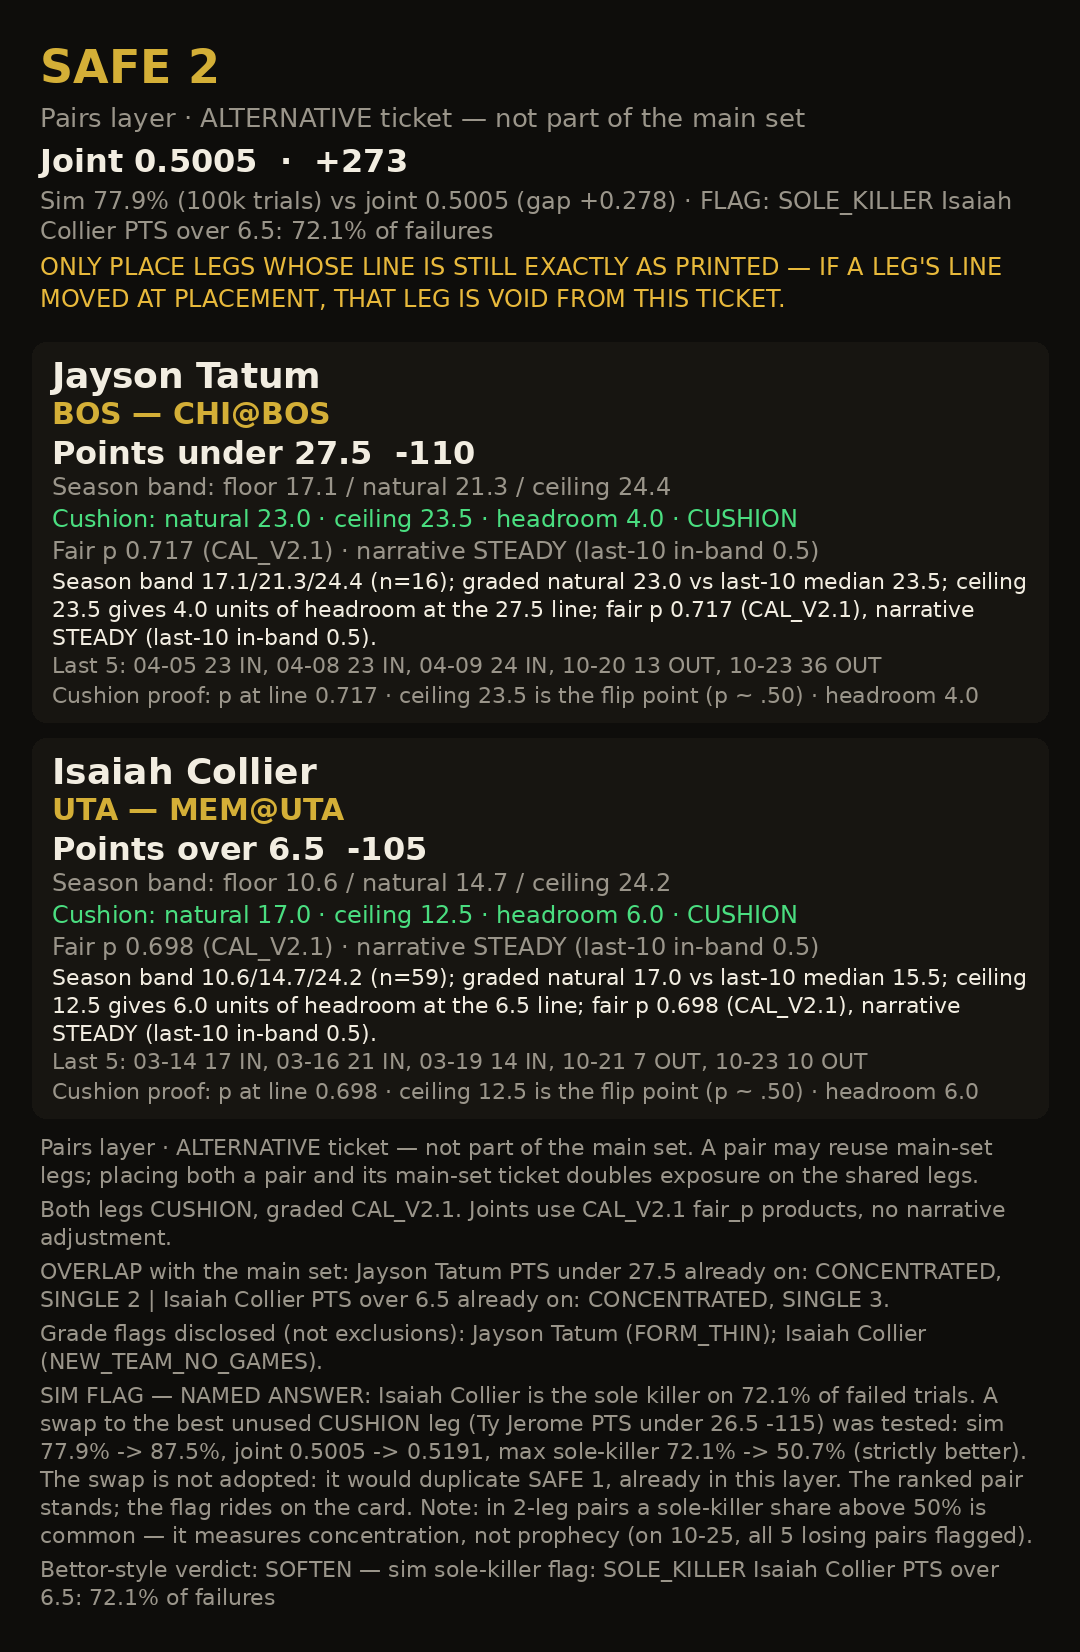 SAFE 2
Pairs layer · ALTERNATIVE ticket — not part of the main set
Joint 0.5005 · +273
Sim 77.9% (100k trials) vs joint 0.5005 (gap +0.278) · FLAG: SOLE_KILLER Isaiah
Collier PTS over 6.5: 72.1% of failures
ONLY PLACE LEGS WHOSE LINE IS STILL EXACTLY AS PRINTED — IF A LEG'S LINE
MOVED AT PLACEMENT, THAT LEG IS VOID FROM THIS TICKET.
Jayson Tatum
BOS — CHI@BOS
Points under 27.5 -110
Season band: floor 17.1 / natural 21.3 / ceiling 24.4
Cushion: natural 23.0 · ceiling 23.5 · headroom 4.0 · CUSHION
Fair p 0.717 (CAL_V2.1) · narrative STEADY (last-10 in-band 0.5)
Season band 17.1/21.3/24.4 (n=16); graded natural 23.0 vs last-10 median 23.5; ceiling
23.5 gives 4.0 units of headroom at the 27.5 line; fair p 0.717 (CAL_V2.1), narrative
STEADY (last-10 in-band 0.5).
Last 5: 04-05 23 IN, 04-08 23 IN, 04-09 24 IN, 10-20 13 OUT, 10-23 36 OUT
Cushion proof: p at line 0.717 · ceiling 23.5 is the flip point (p ~ .50) · headroom 4.0
Isaiah Collier
UTA — MEM@UTA
Points over 6.5 -105
Season band: floor 10.6 / natural 14.7 / ceiling 24.2
Cushion: natural 17.0 · ceiling 12.5 · headroom 6.0 · CUSHION
Fair p 0.698 (CAL_V2.1) · narrative STEADY (last-10 in-band 0.5)
Season band 10.6/14.7/24.2 (n=59); graded natural 17.0 vs last-10 median 15.5; ceiling
12.5 gives 6.0 units of headroom at the 6.5 line; fair p 0.698 (CAL_V2.1), narrative
STEADY (last-10 in-band 0.5).
Last 5: 03-14 17 IN, 03-16 21 IN, 03-19 14 IN, 10-21 7 OUT, 10-23 10 OUT
Cushion proof: p at line 0.698 · ceiling 12.5 is the flip point (p ~ .50) · headroom 6.0
Pairs layer · ALTERNATIVE ticket — not part of the main set. A pair may reuse main-set
legs; placing both a pair and its main-set ticket doubles exposure on the shared legs.
Both legs CUSHION, graded CAL_V2.1. Joints use CAL_V2.1 fair_p products, no narrative
adjustment.
OVERLAP with the main set: Jayson Tatum PTS under 27.5 already on: CONCENTRATED,
SINGLE 2 | Isaiah Collier PTS over 6.5 already on: CONCENTRATED, SINGLE 3.
Grade flags disclosed (not exclusions): Jayson Tatum (FORM_THIN); Isaiah Collier
(NEW_TEAM_NO_GAMES).
SIM FLAG — NAMED ANSWER: Isaiah Collier is the sole killer on 72.1% of failed trials. A
swap to the best unused CUSHION leg (Ty Jerome PTS under 26.5 -115) was tested: sim
77.9% -> 87.5%, joint 0.5005 -> 0.5191, max sole-killer 72.1% -> 50.7% (strictly better).
The swap is not adopted: it would duplicate SAFE 1, already in this layer. The ranked pair
stands; the flag rides on the card. Note: in 2-leg pairs a sole-killer share above 50% is
common — it measures concentration, not prophecy (on 10-25, all 5 losing pairs flagged).
Bettor-style verdict: SOFTEN — sim sole-killer flag: SOLE_KILLER Isaiah Collier PTS over
6.5: 72.1% of failures